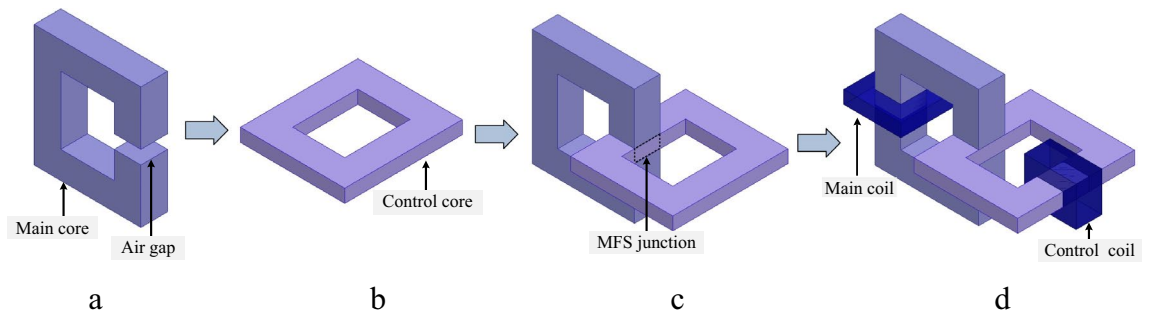 Main core
Air gap
Control core
MFS junction
Main coil
Control coil
a
b
c
d